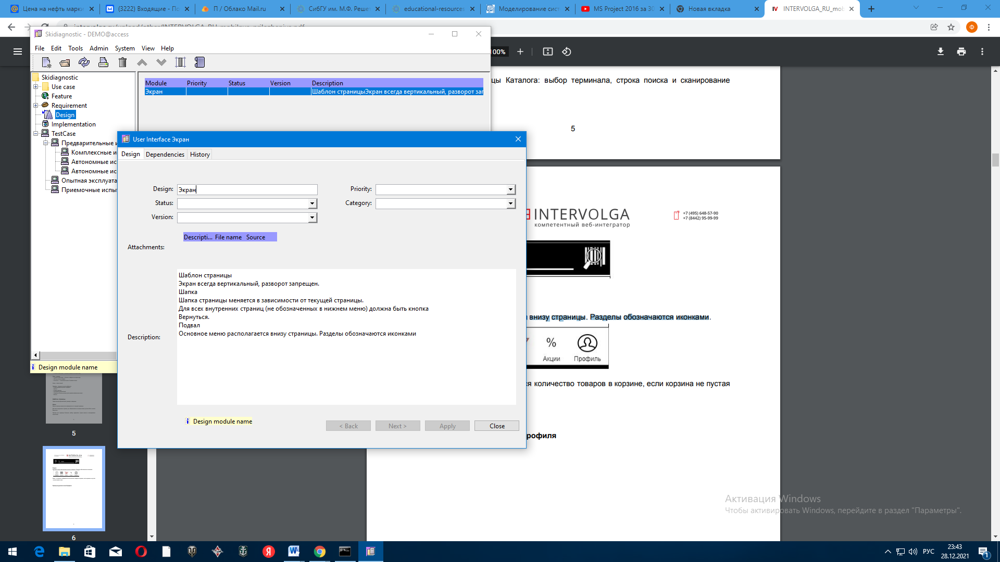 Цена на нефть марки
(3222) Входящие - По
П / Облако Mail.ru
СибГУ им. М.Ф. Решет
educational-resources
Моделирование сист
MS Project 2016 за 30
Новая вкладка
INTERVOLGA_RU_mob
Skidiagnostic - DEMO@access
File Edit Tools Admin System View Help
100%
Skidiagnostic
Use case
Feature
Requirement
Design
Implementation
TestCase
Предварительные и
Комплексные и
Автономные ис
Автономные ис
Опытная эксплуата
Приемочные испы
Module Priority Status Version Description
Экран Шаблон страницыЭкран всегда вертикальный, разворот зап
цы Каталога: выбор терминала, строка поиска и сканирование
5
User Interface Экран
Design Dependencies History
Design: Экран Priority:
Status: Category:
Version:
Descripti... File name Source
Attachments:
Шаблон страницы
Экран всегда вертикальный, разворот запрещен.
Шапка
Шапка страницы меняется в зависимости от текущей страницы.
Для всех внутренних страниц (не обозначенных в нижнем меню) должна быть кнопка
Вернуться.
Подвал
Основное меню располагается внизу страницы. Разделы обозначаются иконками
Description:
Design module name
< Back Next > Apply Close
Design module name
INTERVOLGA
компетентный веб-интегратор
+7 (495) 648-57-90
+7 (8442) 95-99-99
внизу страницы. Разделы обозначаются иконками.
%
Акции Профиль
ся количество товаров в корзине, если корзина не пустая
рофиля
5
6
Активация Windows
Чтобы активировать Windows, перейдите в раздел "Параметры".
РУС
23:43
28.12.2021
1